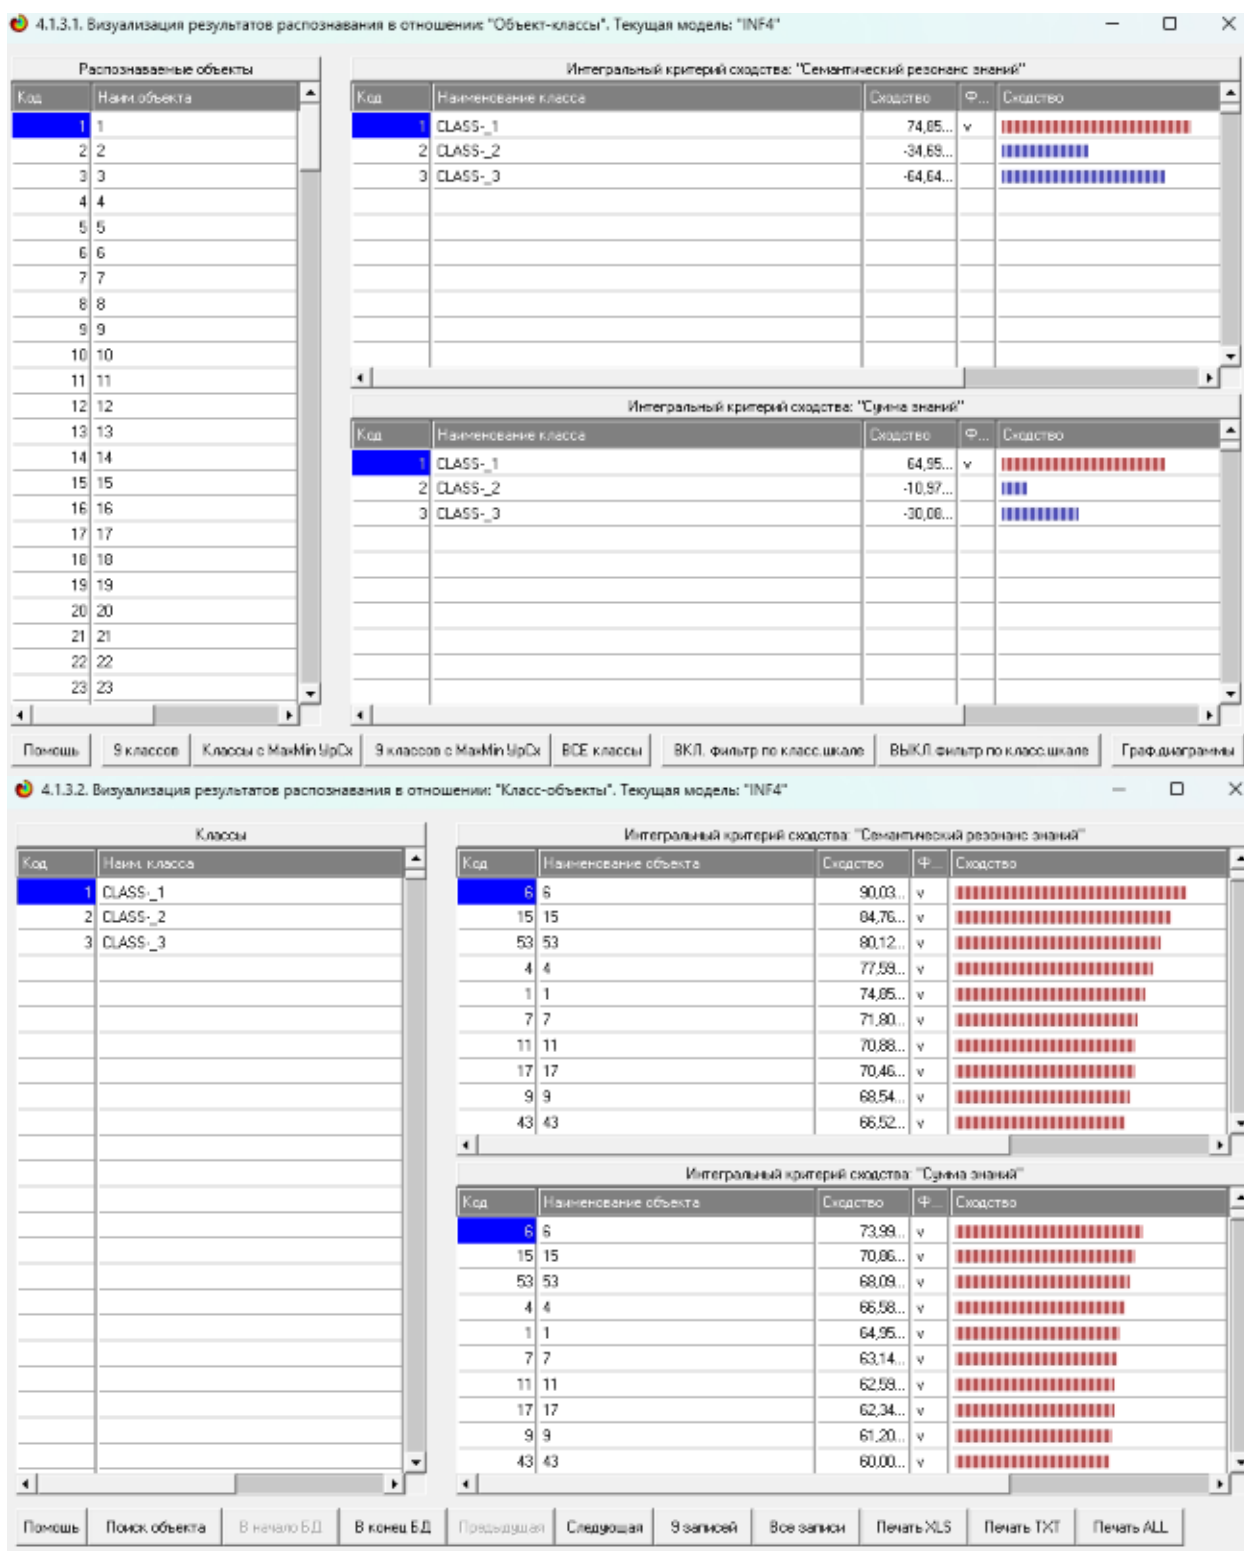 4.1.3.1. Визуализация результатов распознавания в отношении: "Объект-классы". Текущая модель: "INF4"
Распознаваемые объекты
Код Наим.объекта
1 1
2 2
3 3
4 4
5 5
6 6
7 7
8 8
9 9
10 10
11 11
12 12
13 13
14 14
15 15
16 16
17 17
18 18
19 19
20 20
21 21
22 22
23 23
Интегральный критерий сходства: "Семантический резонанс знаний"
Код Наименование класса Сходство Ф... Сходство
1 CLASS-_1 74,85... v
2 CLASS-_2 -34,69...
3 CLASS-_3 -64,64...
Интегральный критерий сходства: "Сумма знаний"
Код Наименование класса Сходство Ф... Сходство
1 CLASS-_1 64,95... v
2 CLASS-_2 -10,97...
3 CLASS-_3 -30,08...
Помощь 9 классов Классы с MaxMin УрСх 9 классов с MaxMin УрСх ВСЕ классы ВКЛ. фильтр по класс.шкале ВЫКЛ.фильтр по класс.шкале Граф.диаграммы
4.1.3.2. Визуализация результатов распознавания в отношении: "Класс-объекты". Текущая модель: "INF4"
Классы
Код Наим. класса
1 CLASS-_1
2 CLASS-_2
3 CLASS-_3
Интегральный критерий сходства: "Семантический резонанс знаний"
Код Наименование объекта Сходство Ф... Сходство
6 6 90,03... v
15 15 84,76... v
53 53 80,12... v
4 4 77,59... v
1 1 74,85... v
7 7 71,80... v
11 11 70,88... v
17 17 70,46... v
9 9 68,54... v
43 43 66,52... v
Интегральный критерий сходства: "Сумма знаний"
Код Наименование объекта Сходство Ф... Сходство
6 6 73,99... v
15 15 70,86... v
53 53 68,09... v
4 4 66,58... v
1 1 64,95... v
7 7 63,14... v
11 11 62,59... v
17 17 62,34... v
9 9 61,20... v
43 43 60,00... v
Помощь Поиск объекта В начало БД В конец БД Предыдущая Следующая 9 записей Все записи Печать XLS Печать TXT Печать ALL